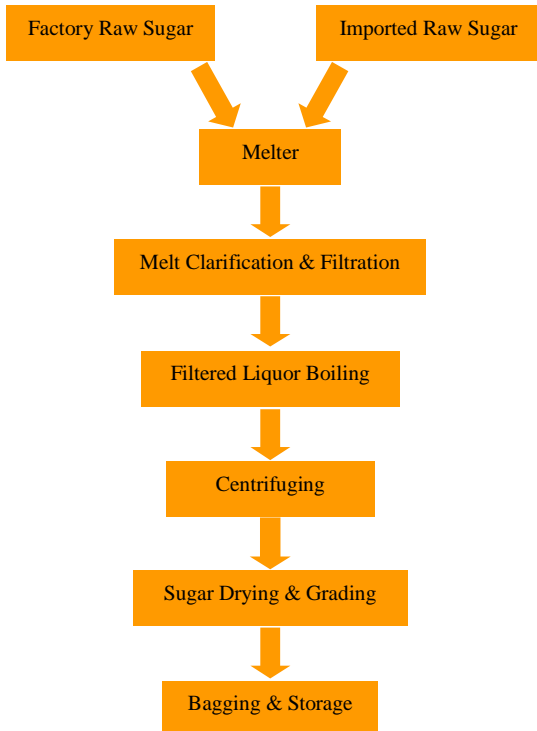 Factory Raw Sugar
Imported Raw Sugar
Melter
Melt Clarification & Filtration
Filtered Liquor Boiling
Centrifuging
Sugar Drying & Grading
Bagging & Storage